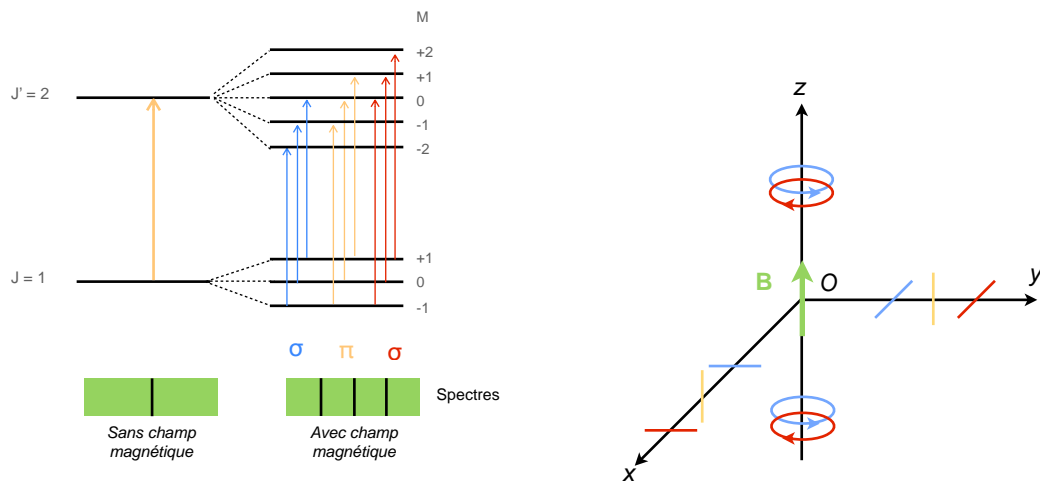 M
+2
+1
J' = 2
0
-1
-2
+1
J = 1
0
-1
σ π σ
Spectres
Sans champ
magnétique
Avec champ
magnétique
z
B O
y
x